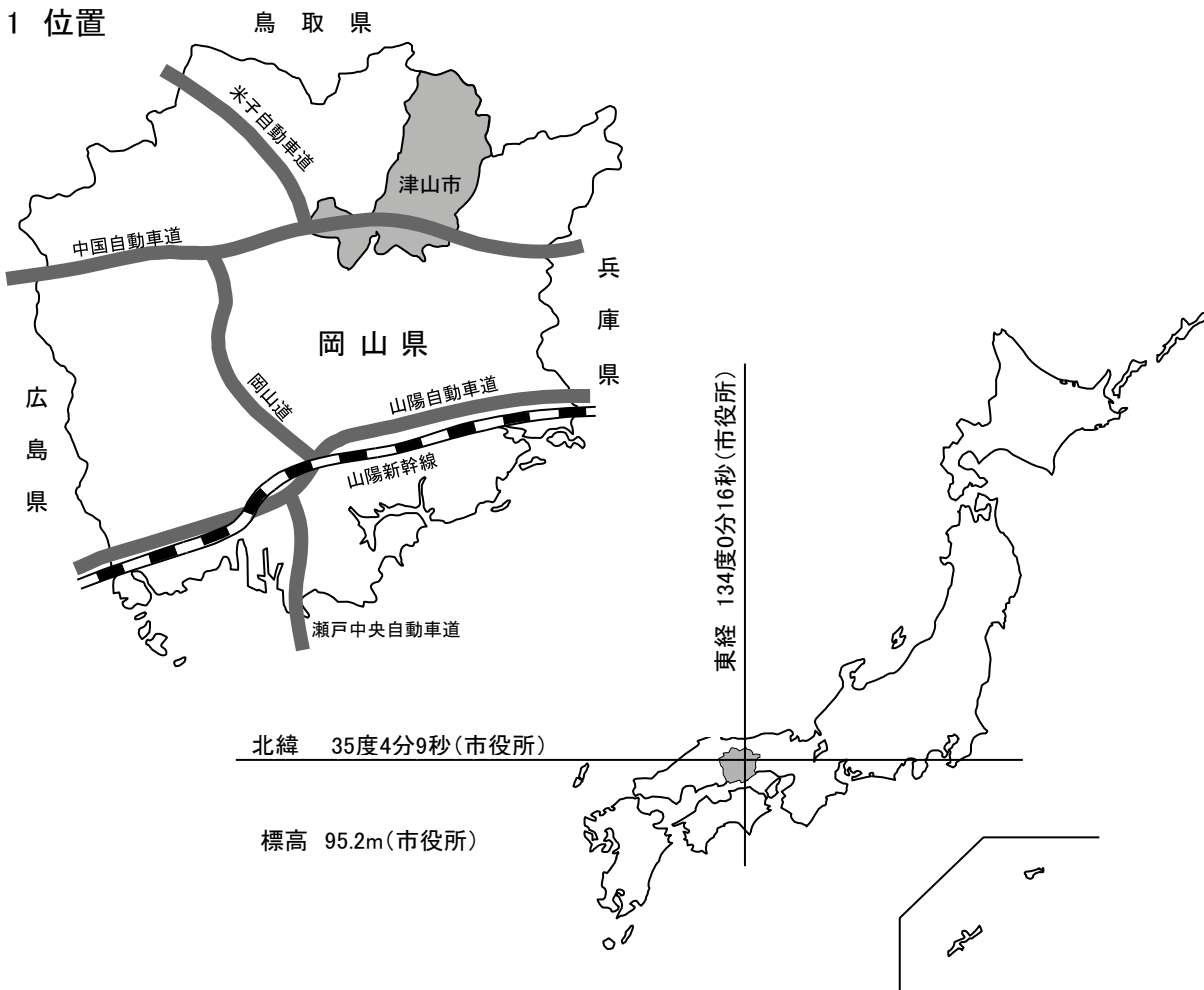 1 位置
鳥取県
米子自動車道
津山市
中国自動車道
兵庫県
岡山県
広島県
岡山道
山陽自動車道
山陽新幹線
瀬戸中央自動車道
東経 134度0分16秒(市役所)
北緯 35度4分9秒(市役所)
標高 95.2m(市役所)